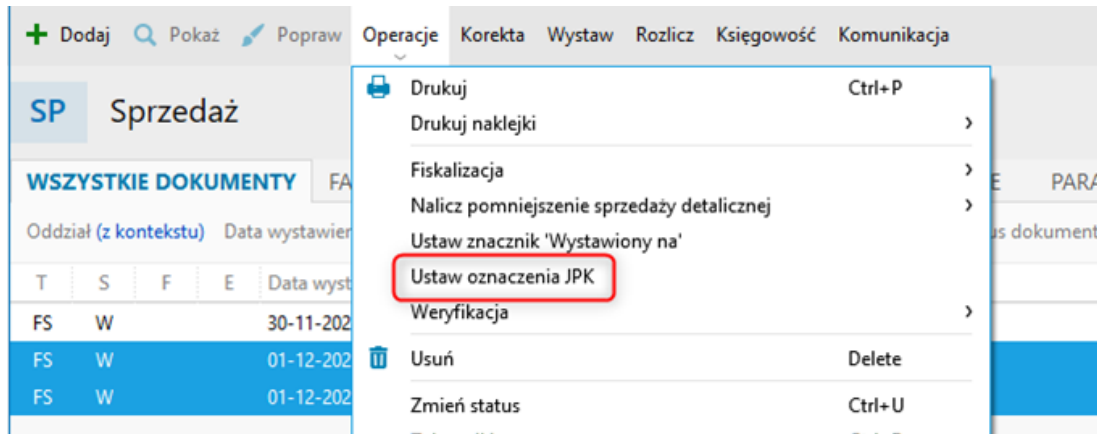 Dodaj Pokaż Popraw Operacje Korekta Wystaw Rozlicz Księgowość Komunikacja
Drukuj Ctrl+P
SP Sprzedaż
Drukuj naklejki
Fiskalizacja
WSZYSTKIE DOKUMENTY FA E PARA
Nalicz pomniejszenie sprzedaży detalicznej
Oddział (z kontekstu) Data wystawier us dokument
Ustaw znacznik 'Wystawiony na'
T S F E Data wyst
Ustaw oznaczenia JPK
FS W 30-11-202
Weryfikacja
FS W 01-12-202
Usuń Delete
FS W 01-12-202
Zmień status Ctrl+U